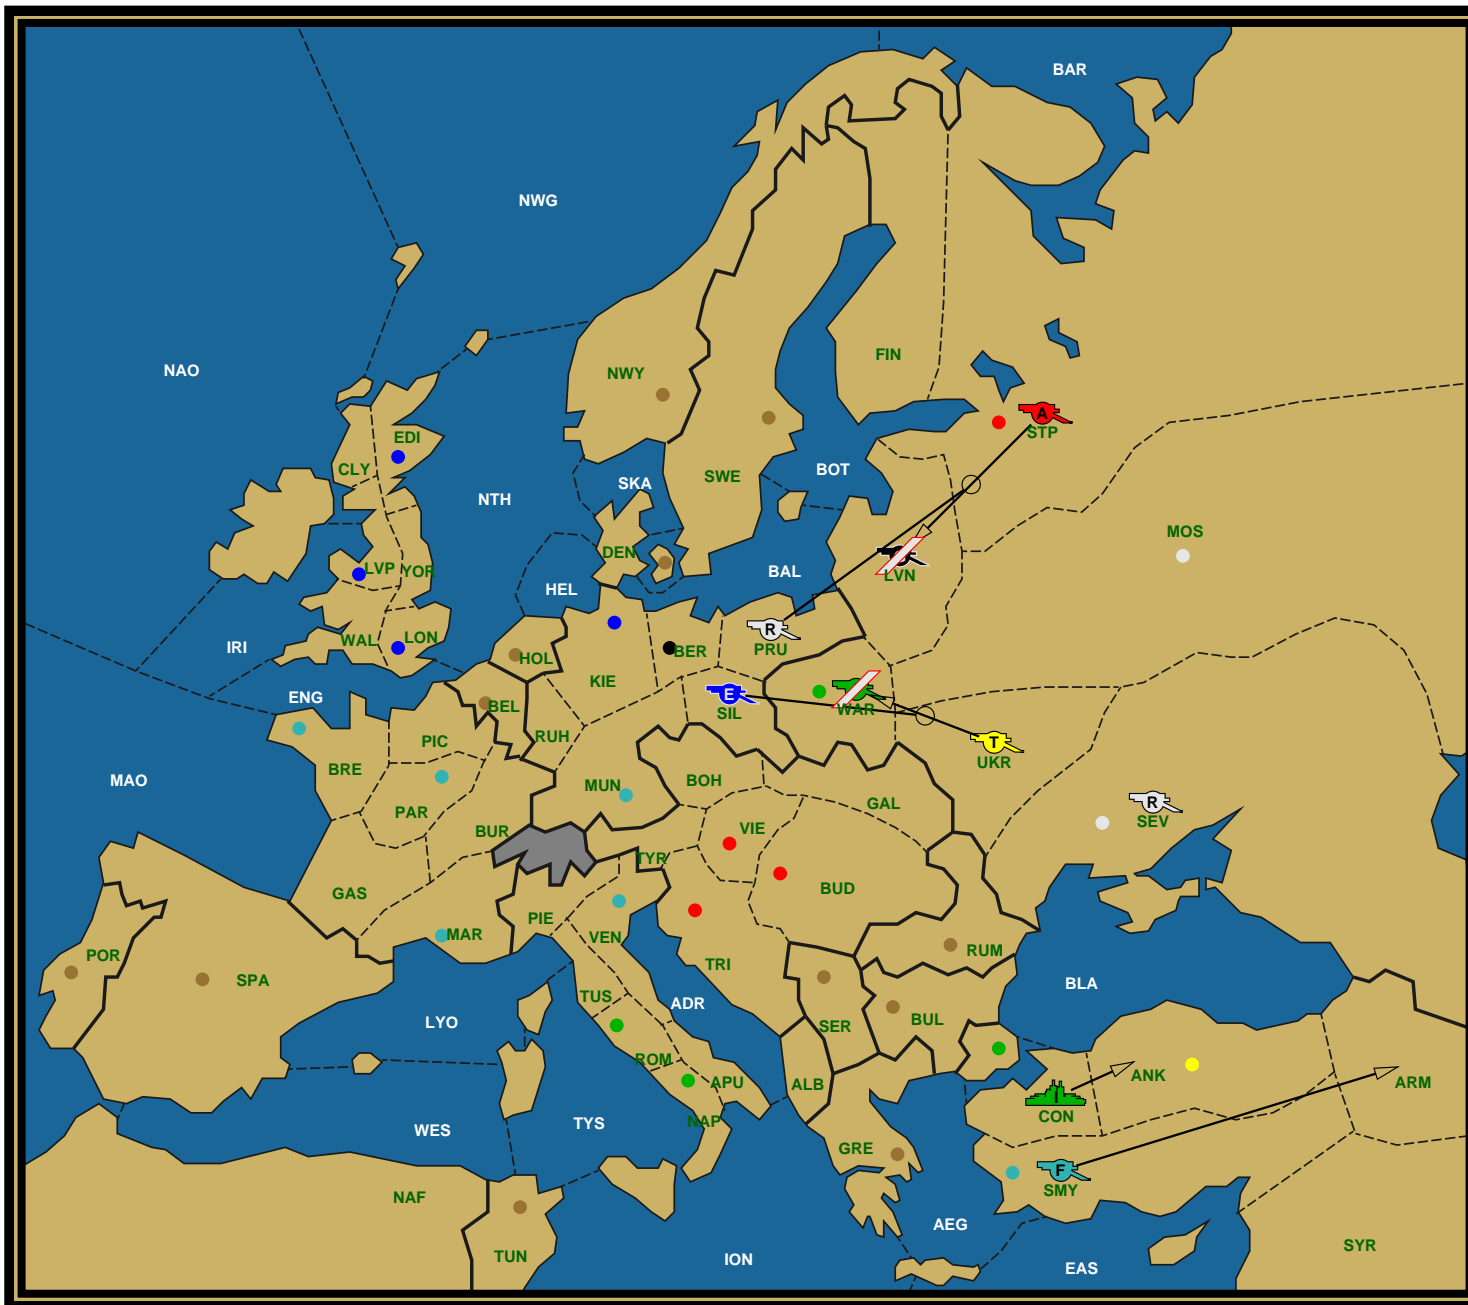 BAR
NWG
NAO
FIN
NWY
EDI
STP
CLY
SKA
BOT
SWE
NTH
MOS
DEN
LVP
YOR
HEL
BAL
LVN
R
WAL
LON
IRI
HOL
BER
PRU
KIE
E
ENG
BEL
SIL
WAR
RUH
PIC
T
UKR
BRE
MAO
MUN
BOH
GAL
R
PAR
SEV
BUR
VIE
TYR
BUD
GAS
PIE
VEN
MAR
POR
SPA
TRI
RUM
BLA
TUS
ADR
LYO
SER
BUL
ROM
APU
ALB
ANK
ARM
I
CON
NAP
TYS
WES
GRE
F
SMY
NAF
AEG
TUN
ION
SYR
EAS
A